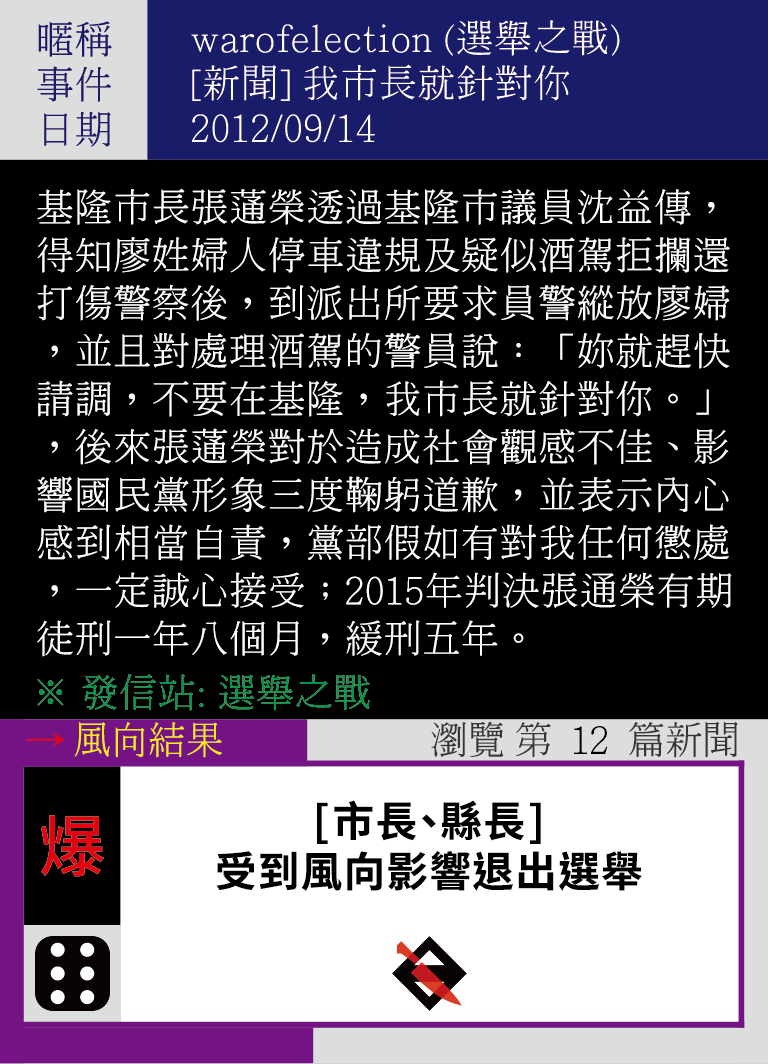 暱稱 warofelection (選舉之戰)
事件 [新聞] 我市長就針對你
日期 2012/09/14
基隆市長張薀榮透過基隆市議員沈益傳，
得知廖姓婦人停車違規及疑似酒駕拒攔還
打傷警察後，到派出所要求員警縱放廖婦
，並且對處理酒駕的警員說：「妳就趕快
請調，不要在基隆，我市長就針對你。」
，後來張薀榮對於造成社會觀感不佳、影
響國民黨形象三度鞠躬道歉，並表示內心
感到相當自責，黨部假如有對我任何懲處
，一定誠心接受；2015年判決張通榮有期
徒刑一年八個月，緩刑五年。
※ 發信站: 選舉之戰
→ 風向結果
瀏覽 第 12 篇新聞
爆
[市長、縣長]
受到風向影響退出選舉